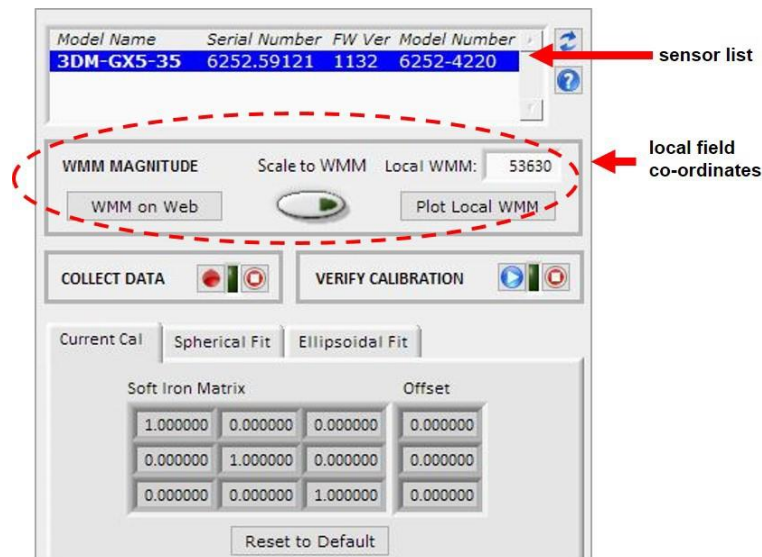 Model Name Serial Number FW Ver Model Number
3DM-GX5-35 6252.59121 1132 6252-4220
sensor list
local field
co-ordinates
WMM MAGNITUDE Scale to WMM Local WMM: 53630
WMM on Web Plot Local WMM
COLLECT DATA VERIFY CALIBRATION
Current Cal Spherical Fit Ellipsoidal Fit
Soft Iron Matrix Offset
1.000000 0.000000 0.000000 0.000000
0.000000 1.000000 0.000000 0.000000
0.000000 0.000000 1.000000 0.000000
Reset to Default